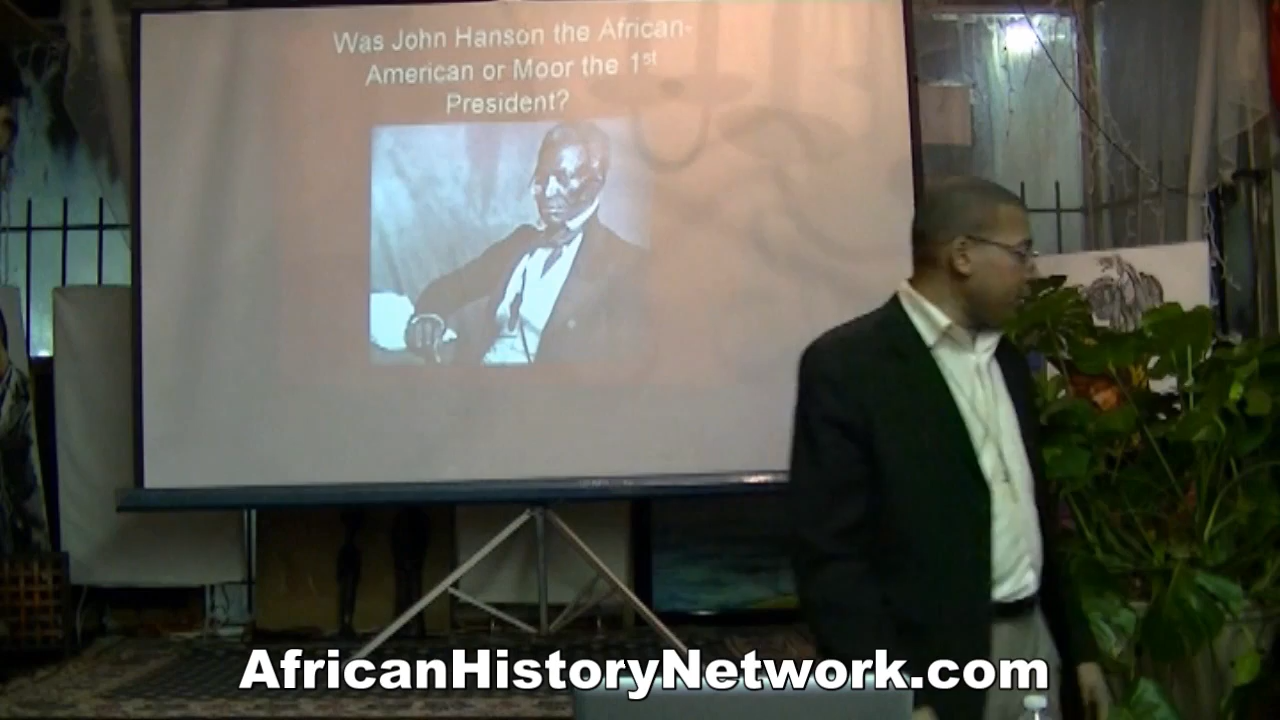 Was John Hanson the African-
American or Moor the 1st
President?
AfricanHistoryNetwork.com